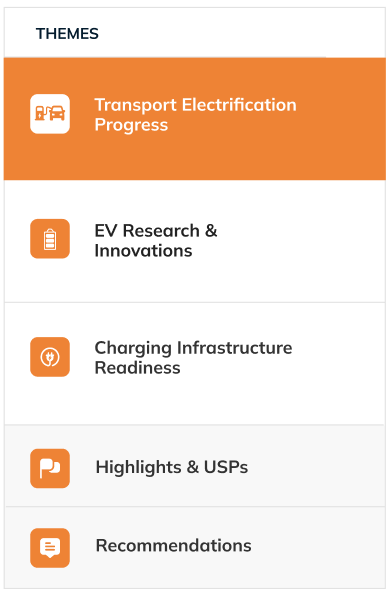 THEMES
Transport Electrification
Progress
EV Research &
Innovations
Charging Infrastructure
Readiness
Highlights & USPs
Recommendations